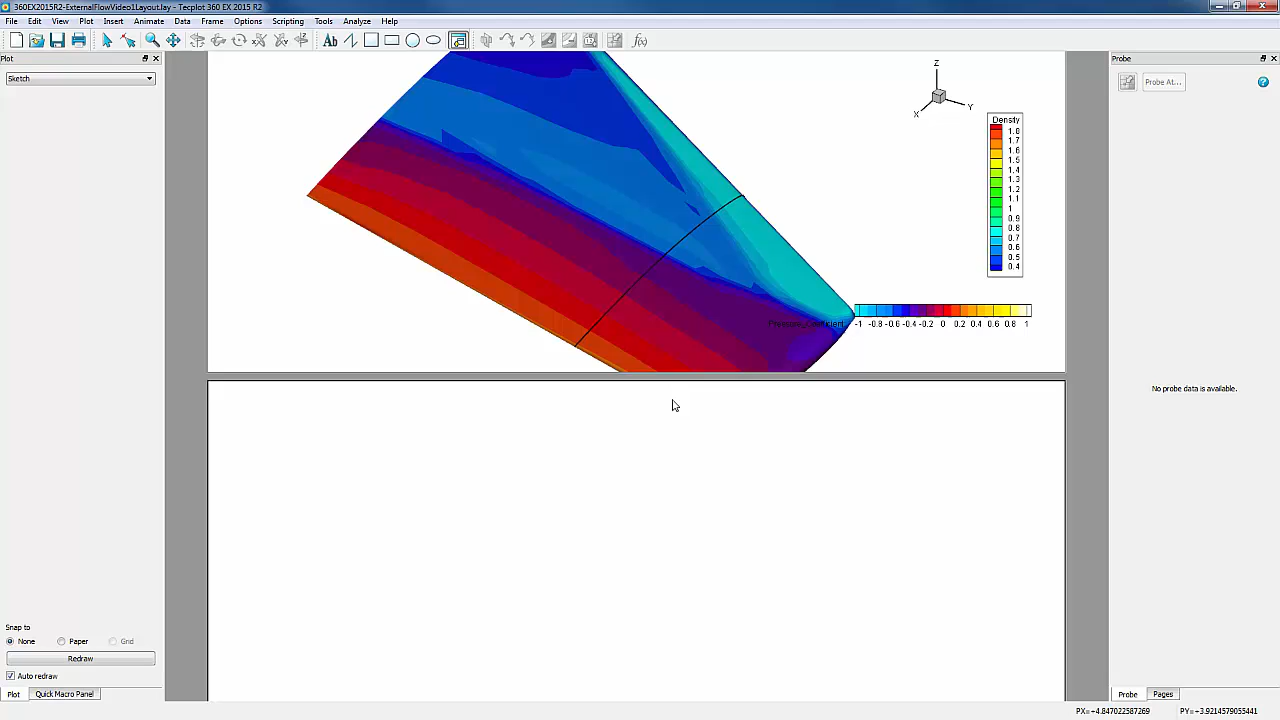 360EX2015R2-ExternalFlowVideo1Layout.lay - Tecplot 360 EX 2015 R2
File Edit View Plot Insert Animate Data Frame Options Scripting Tools Analyze Help
Ab f(x)
Plot
Probe
Sketch
Probe At...
Z
Y
X
Density
1.8
1.7
1.6
1.5
1.4
1.3
1.2
1.1
1
0.9
0.8
0.7
0.6
0.5
0.4
Pressure_Coefficient
-1 -0.8 -0.6 -0.4 -0.2 0 0.2 0.4 0.6 0.8 1
No probe data is available.
Snap to
None Paper Grid
Redraw
Auto redraw
Plot Quick Macro Panel
Probe Pages
PX=+4.847022587269 PY=+3.9214579055441